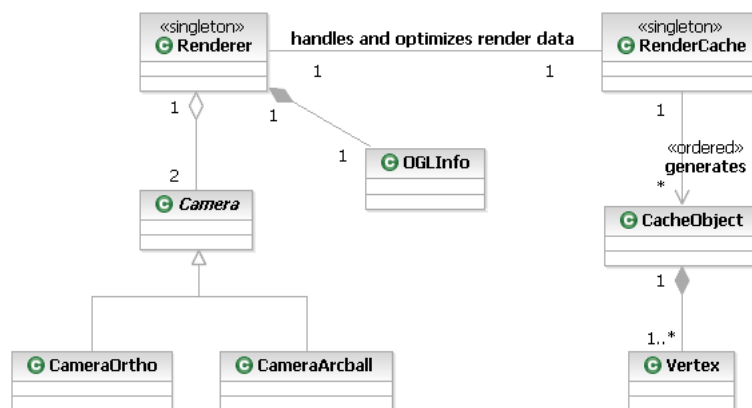 «singleton»
Renderer
handles and optimizes render data
«singleton»
RenderCache
1
1
1
1
1
1
2
«ordered»
generates
*
OGLInfo
Camera
CacheObject
1
1..*
CameraOrtho
CameraArcball
Vertex